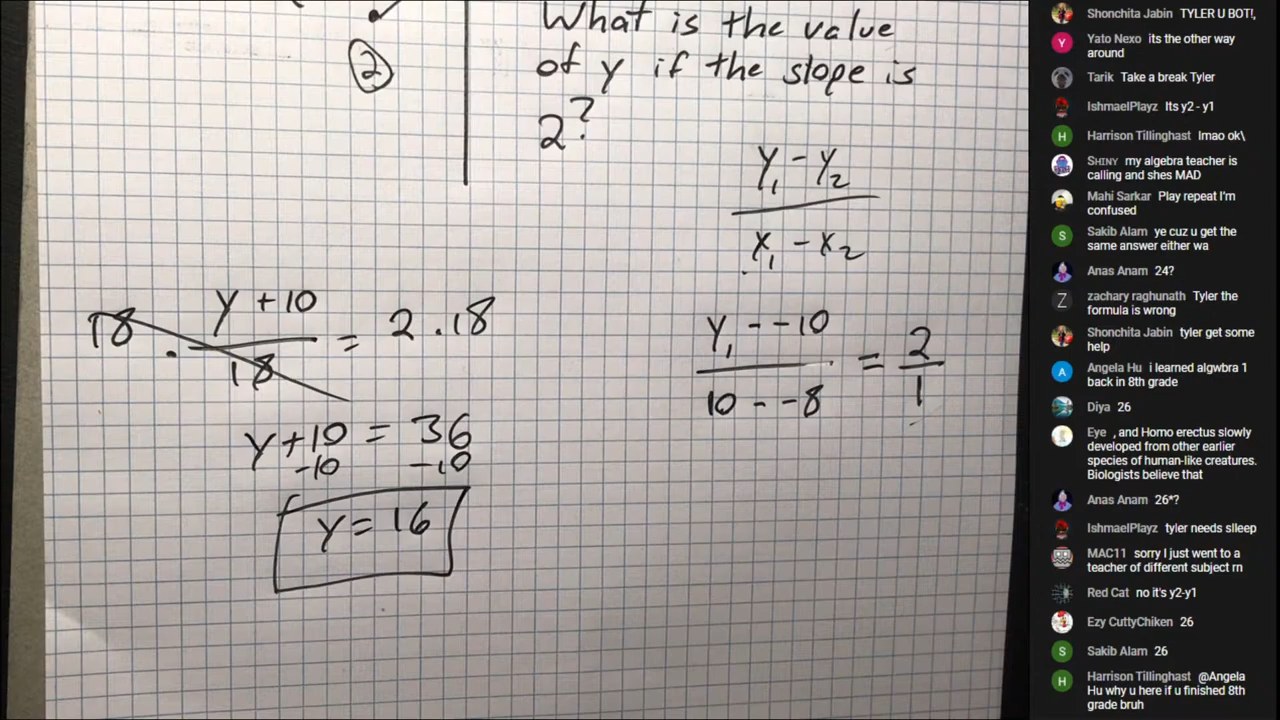 What is the value
of y if the slope is
2?
2
y₁ - y₂
x₁ - x₂
18 · y + 10 = 2 . 18
18
y + 10 = 36
-10 -10
y = 16
y₁ - -10 = 2
10 - -8 1
Shonchita Jabin TYLER U BOT!,
Yato Nexo its the other way
around
Tarik Take a break Tyler
IshmaelPlayz Its y2 - y1
Harrison Tillinghast lmao ok\
SHINY my algebra teacher is
calling and shes MAD
Mahi Sarkar Play repeat I'm
confused
Sakib Alam ye cuz u get the
same answer either wa
Anas Anam 24?
zachary raghunath Tyler the
formula is wrong
Shonchita Jabin tyler get some
help
Angela Hu i learned algwbra 1
back in 8th grade
Diya 26
Eye , and Homo erectus slowly
developed from other earlier
species of human-like creatures.
Biologists believe that
Anas Anam 26*?
IshmaelPlayz tyler needs slleep
MAC11 sorry I just went to a
teacher of different subject rn
Red Cat no it's y2-y1
Ezy CuttyChiken 26
Sakib Alam 26
Harrison Tillinghast @Angela
Hu why u here if u finished 8th
grade bruh